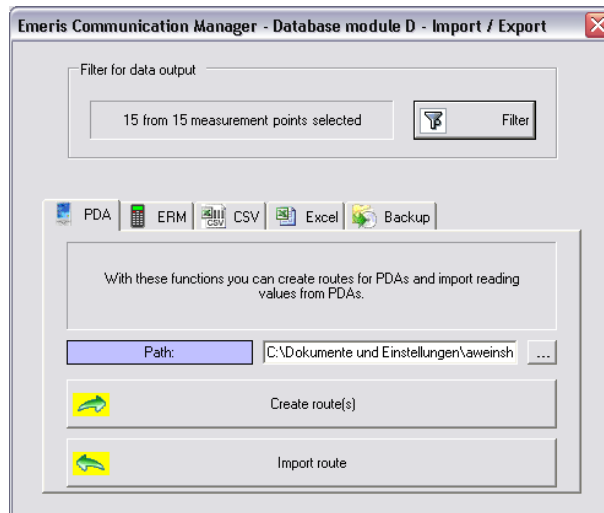 Emeris Communication Manager - Database module D - Import / Export
Filter for data output
15 from 15 measurement points selected
Filter
PDA
ERM
CSV
Excel
Backup
With these functions you can create routes for PDAs and import reading
values from PDAs.
Path:
C:\Dokumente und Einstellungen\aweinsh
...
Create route(s)
Import route